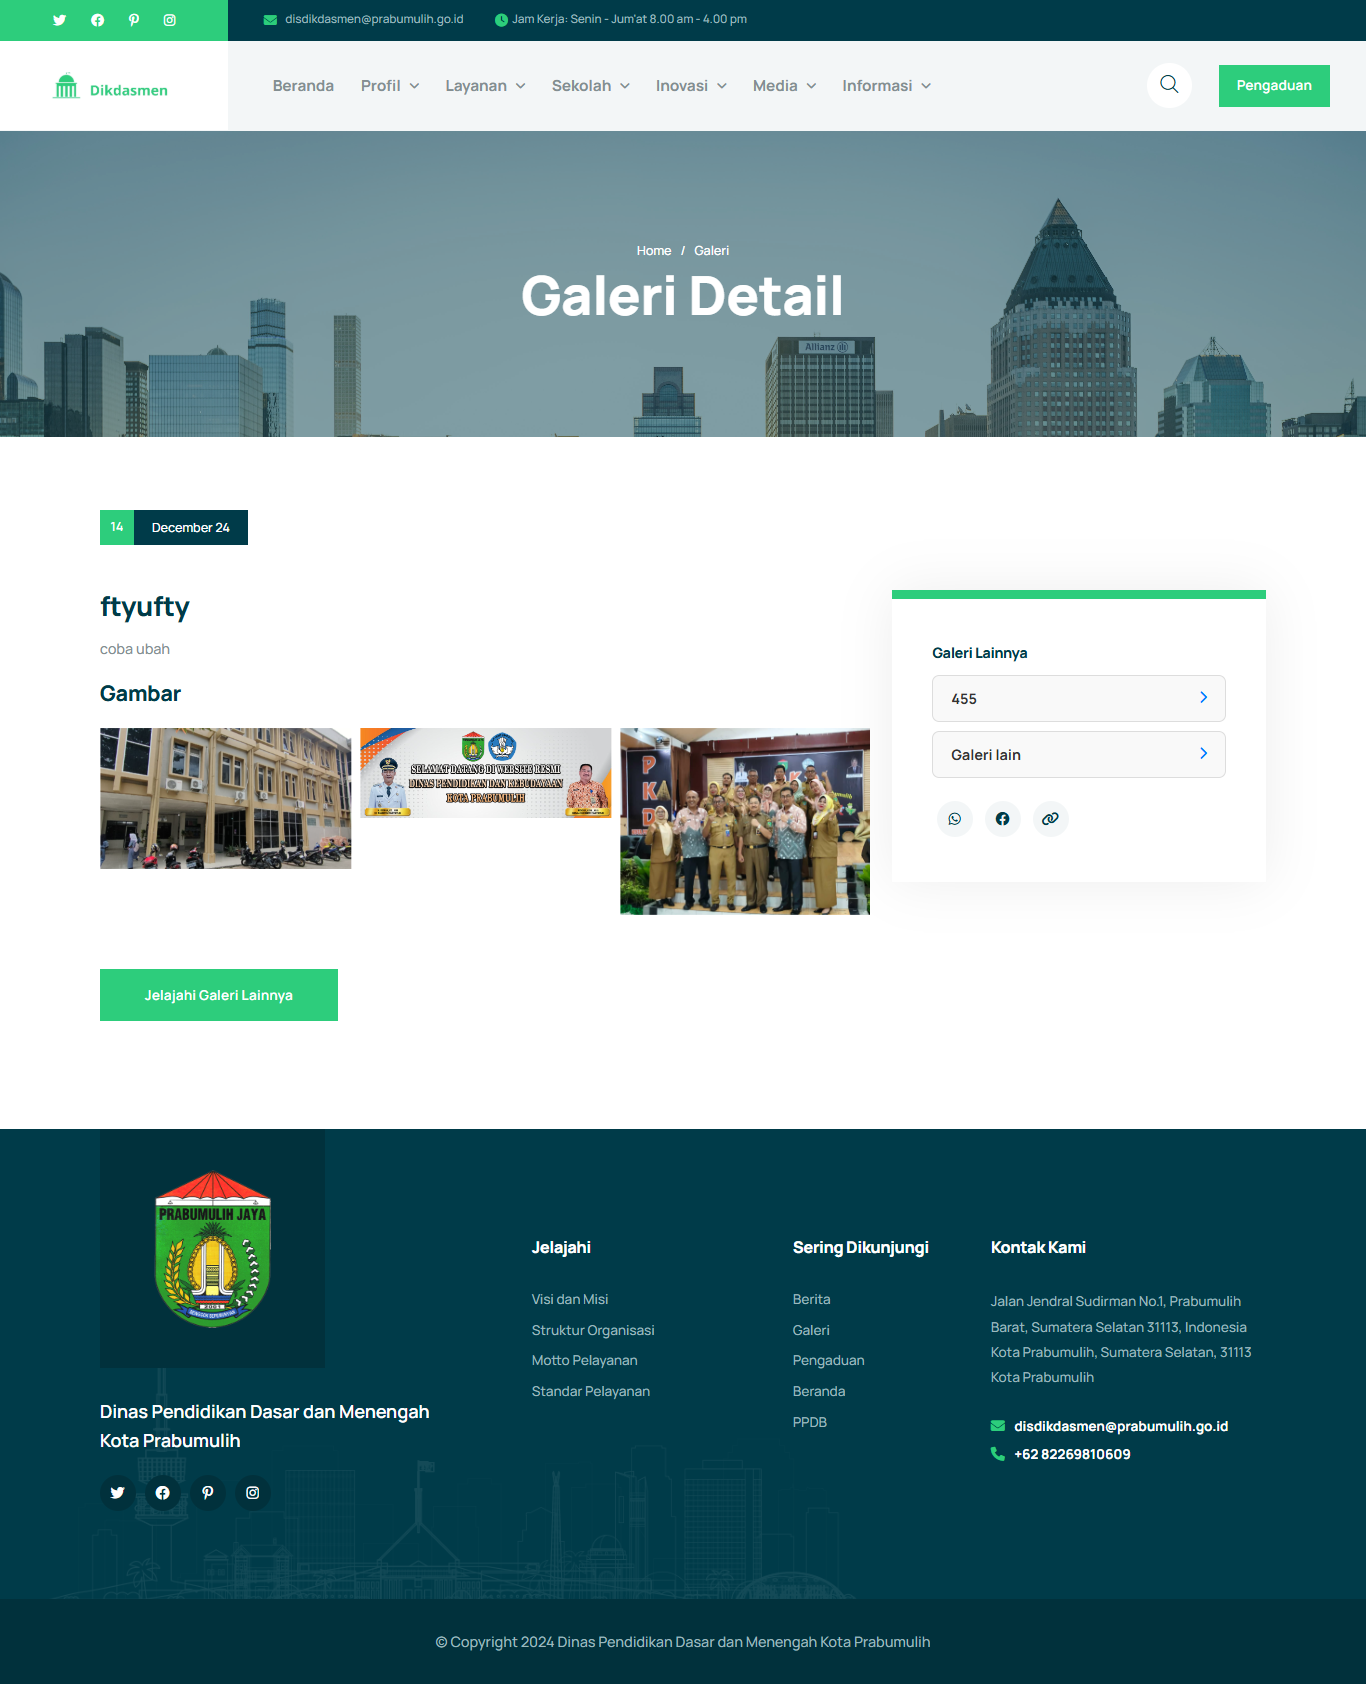 disdikdasmen@prabumulih.go.id
Jam Kerja: Senin - Jum'at 8.00 am - 4.00 pm
Dikdasmen
Beranda
Profil
Layanan
Sekolah
Inovasi
Media
Informasi
Pengaduan
Home / Galeri
Galeri Detail
Allianz
14
December 24
ftyufty
coba ubah
Gambar
SELAMAT DATANG DI WEBSITE RESMI
DINAS PENDIDIKAN DAN KEBUDAYAAN
KOTA PRABUMULIH
Galeri Lainnya
455
Galeri lain
Jelajahi Galeri Lainnya
PRABUMULIH JAYA
2001
Dinas Pendidikan Dasar dan Menengah
Kota Prabumulih
Jelajahi
Visi dan Misi
Struktur Organisasi
Motto Pelayanan
Standar Pelayanan
Sering Dikunjungi
Berita
Galeri
Pengaduan
Beranda
PPDB
Kontak Kami
Jalan Jendral Sudirman No.1, Prabumulih
Barat, Sumatera Selatan 31113, Indonesia
Kota Prabumulih, Sumatera Selatan, 31113
Kota Prabumulih
disdikdasmen@prabumulih.go.id
+62 82269810609
© Copyright 2024 Dinas Pendidikan Dasar dan Menengah Kota Prabumulih